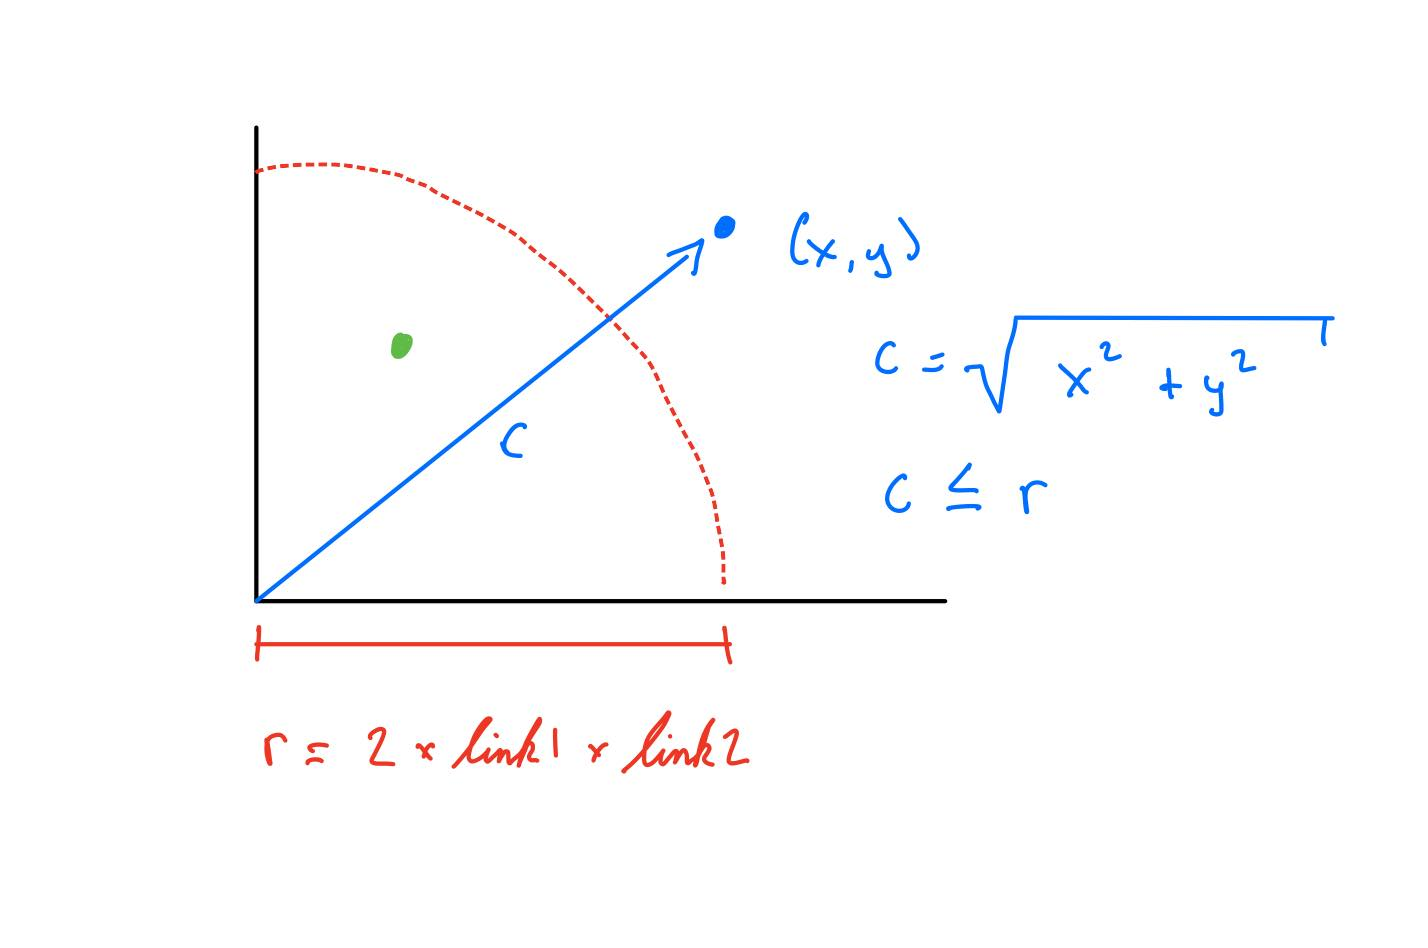 (x, y)
c = √x² + y²
c
c ≤ r
r = 2 × link1 × link2